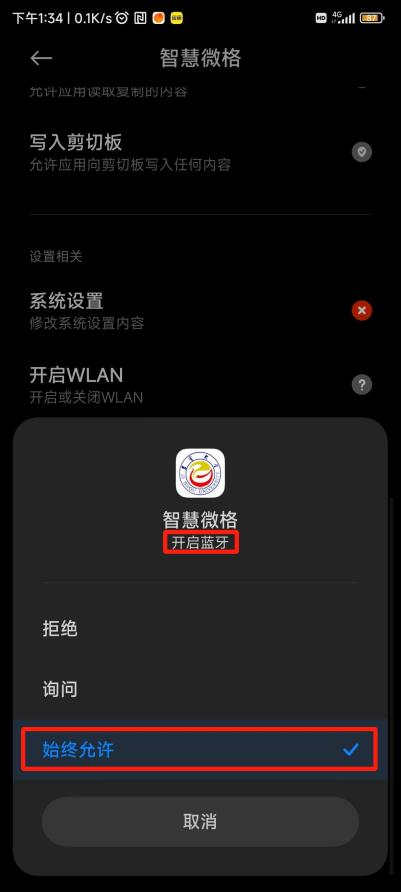 下午1:34 | 0.1K/s
HD 4G 87
智慧微格
允许应用读取复制的内容
写入剪切板
允许应用向剪切板写入任何内容
设置相关
系统设置
修改系统设置内容
开启WLAN
开启或关闭WLAN
智慧微格
开启蓝牙
拒绝
询问
始终允许
取消